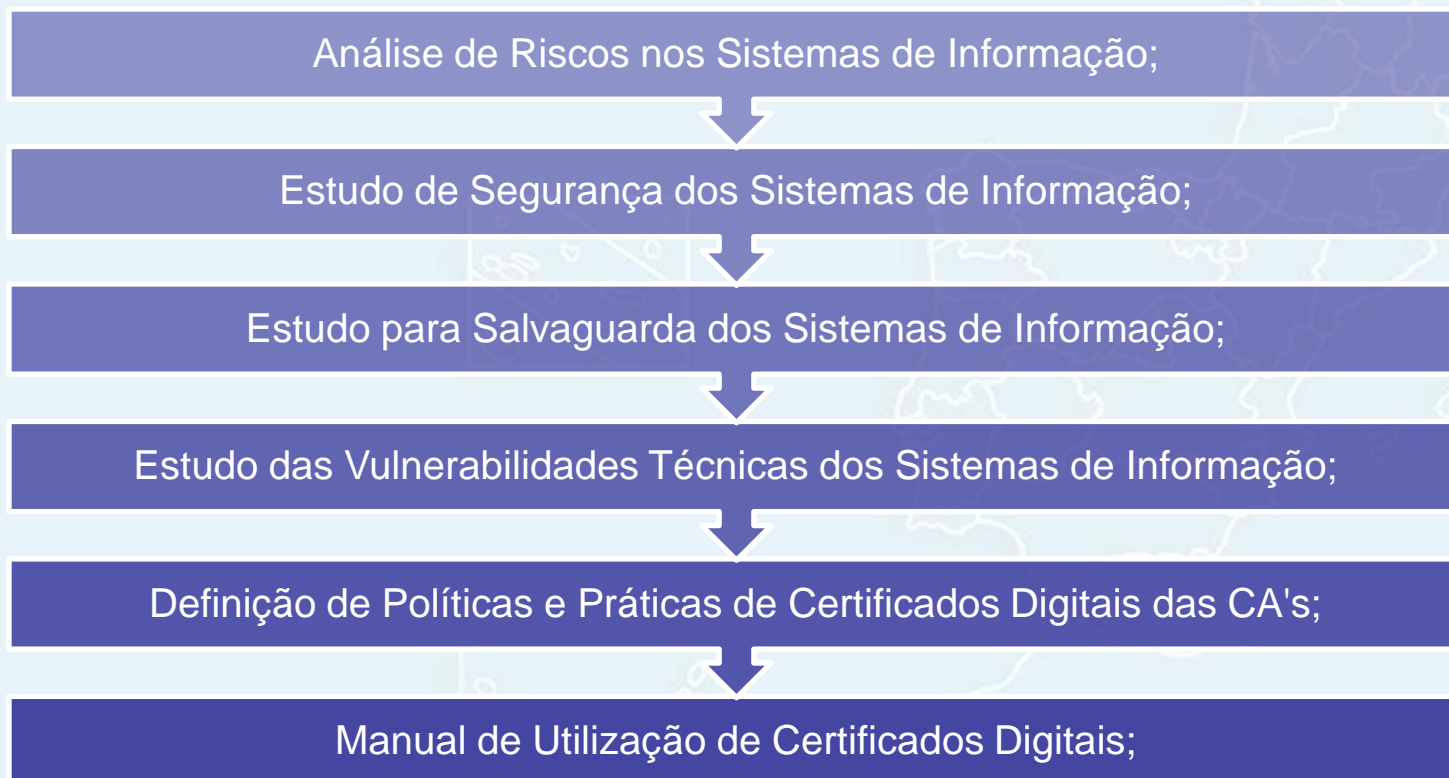 Análise de Riscos nos Sistemas de Informação;
Estudo de Segurança dos Sistemas de Informação;
Estudo para Salvaguarda dos Sistemas de Informação;
Estudo das Vulnerabilidades Técnicas dos Sistemas de Informação;
Definição de Políticas e Práticas de Certificados Digitais das CA's;
Manual de Utilização de Certificados Digitais;